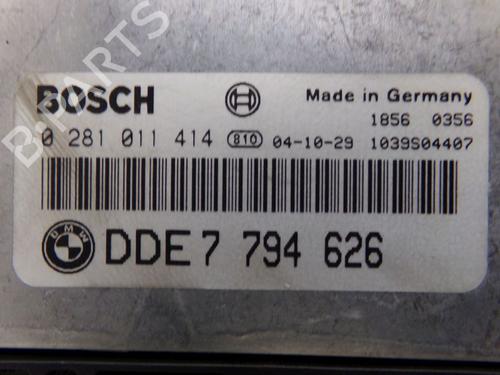 B-PARTS
BOSCH Made in Germany
1856 0356
0 281 011 414 810 04-10-29 1039S04407
BMW DDE 7 794 626